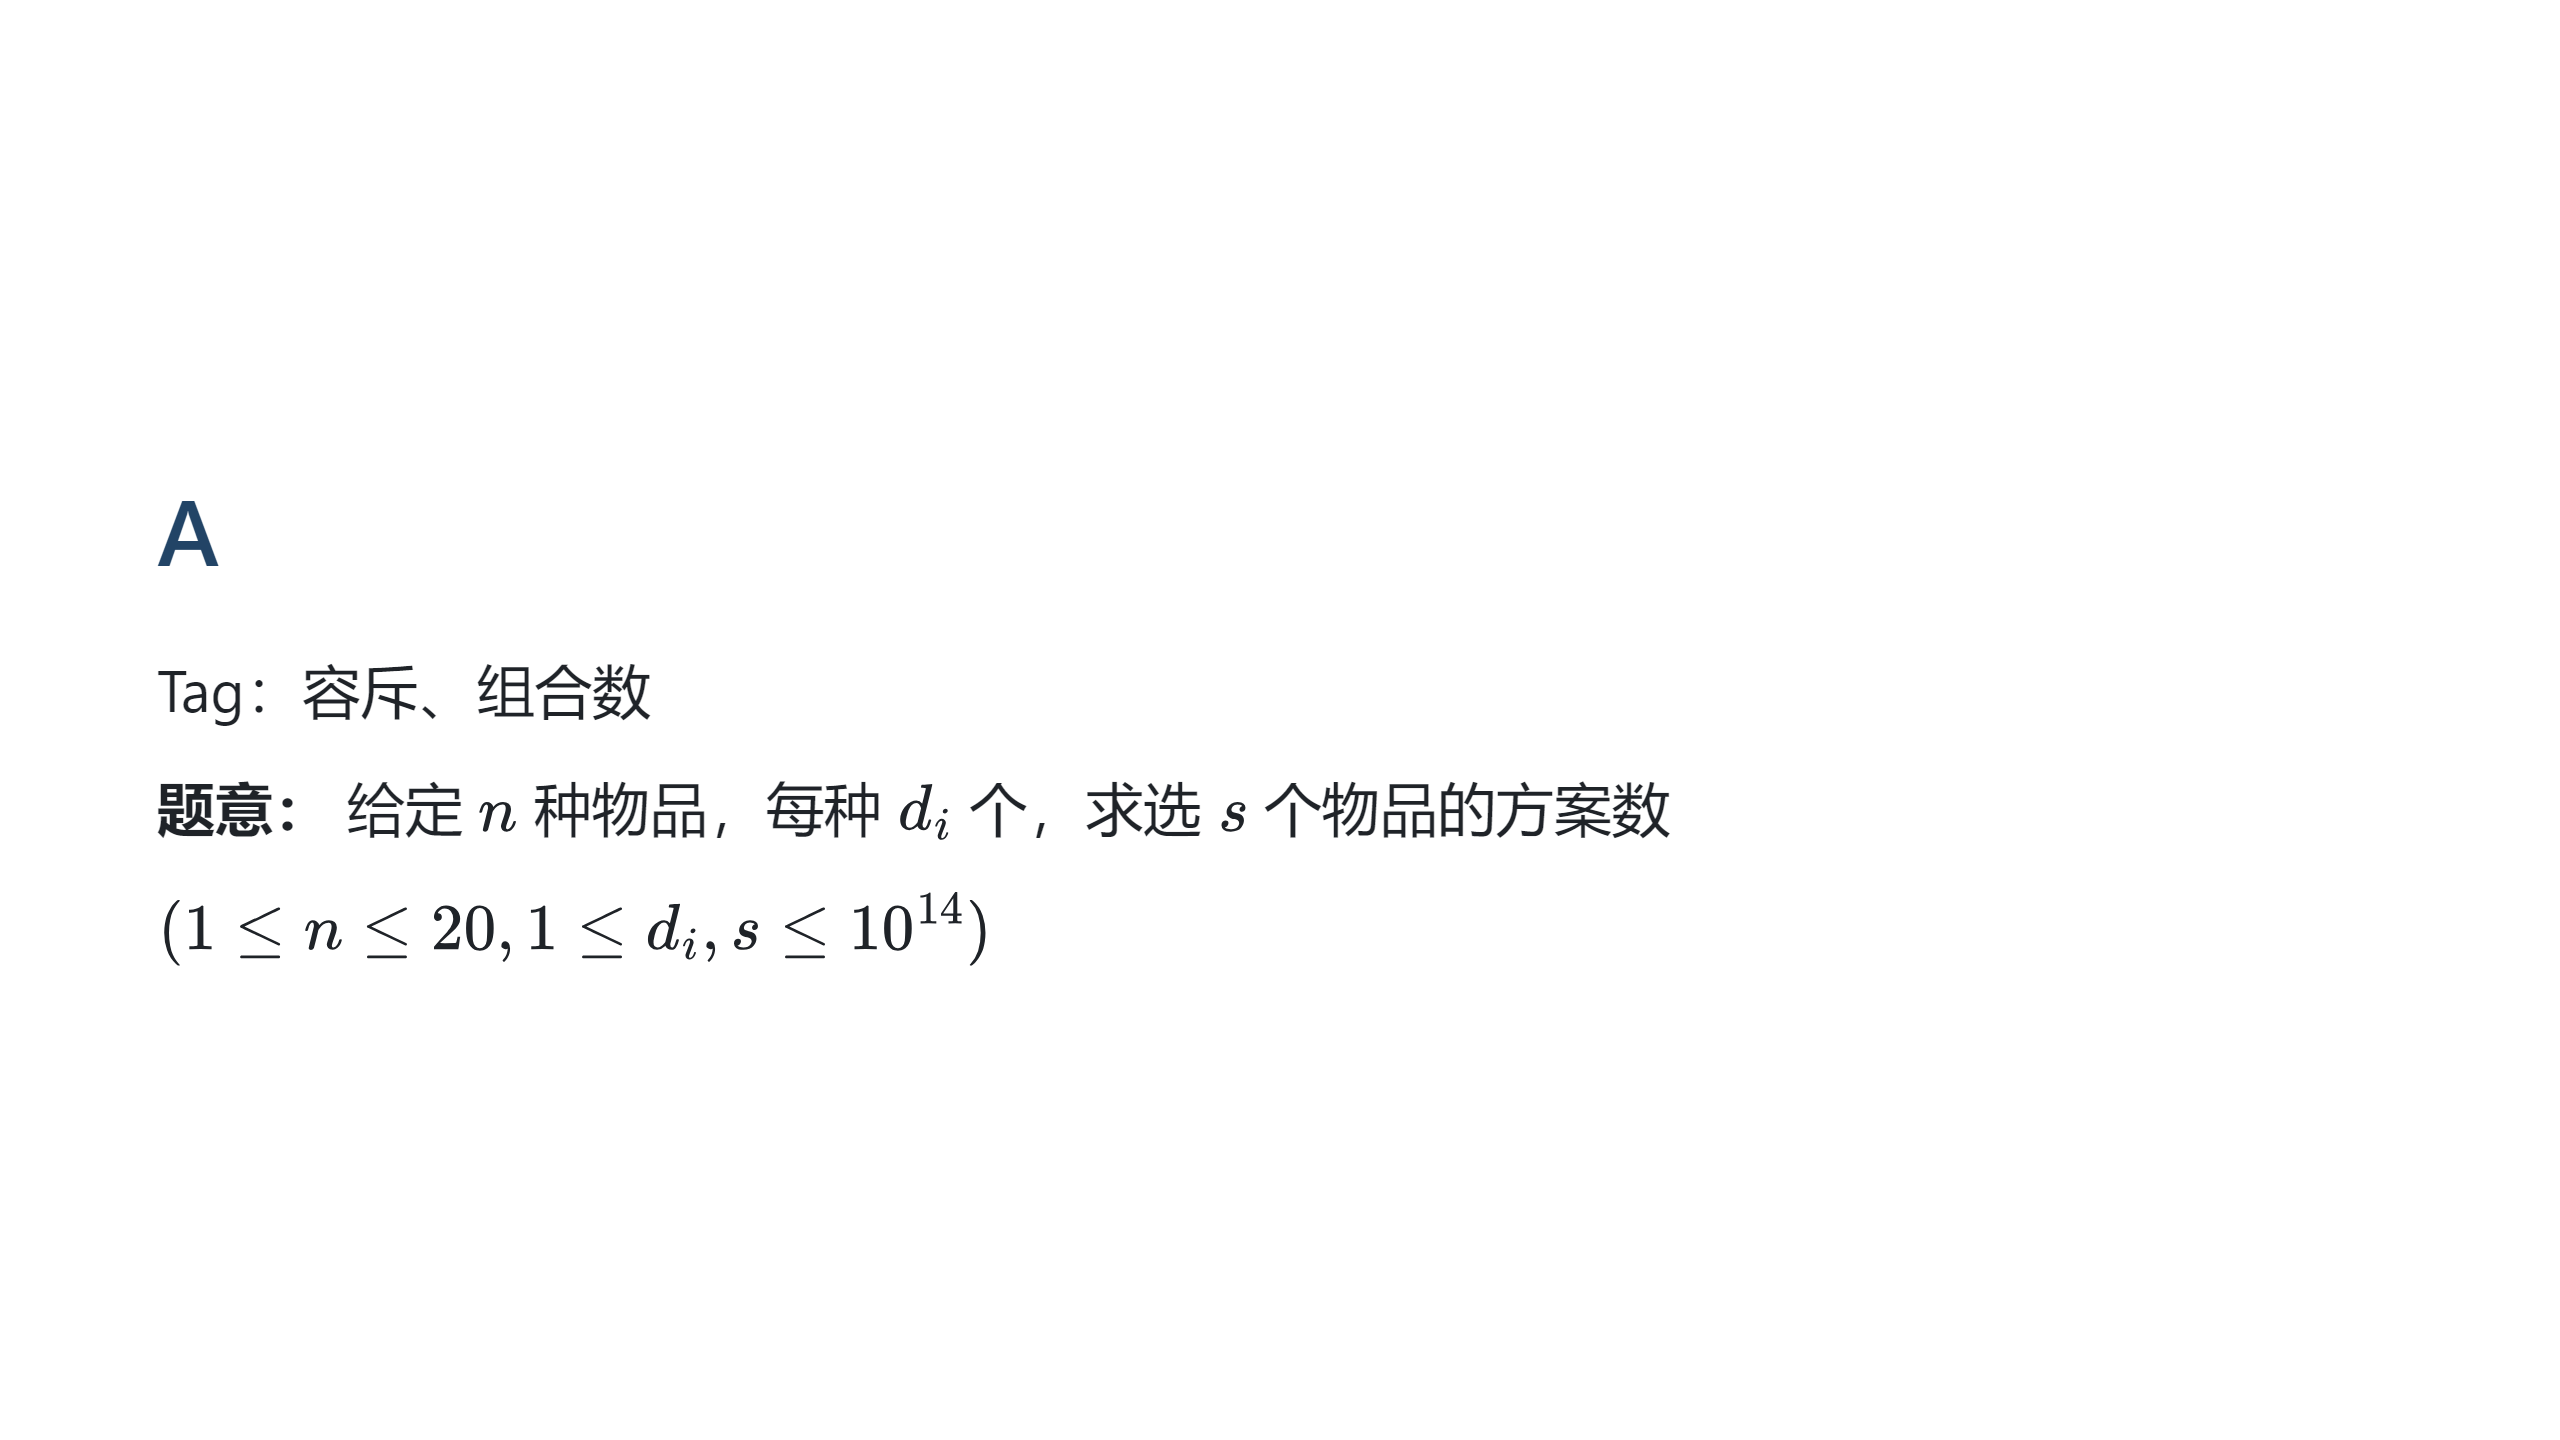 A
Tag：容斥、组合数
题意： 给定 n 种物品，每种 d_i 个，求选 s 个物品的方案数
(1 ≤ n ≤ 20, 1 ≤ d_i, s ≤ 10^{14})